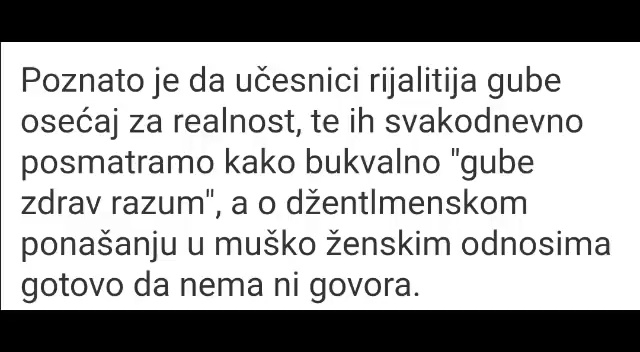 Poznato je da učesnici rijalitija gube
osećaj za realnost, te ih svakodnevno
posmatramo kako bukvalno "gube
zdrav razum", a o džentlmenskom
ponašanju u muško ženskim odnosima
gotovo da nema ni govora.